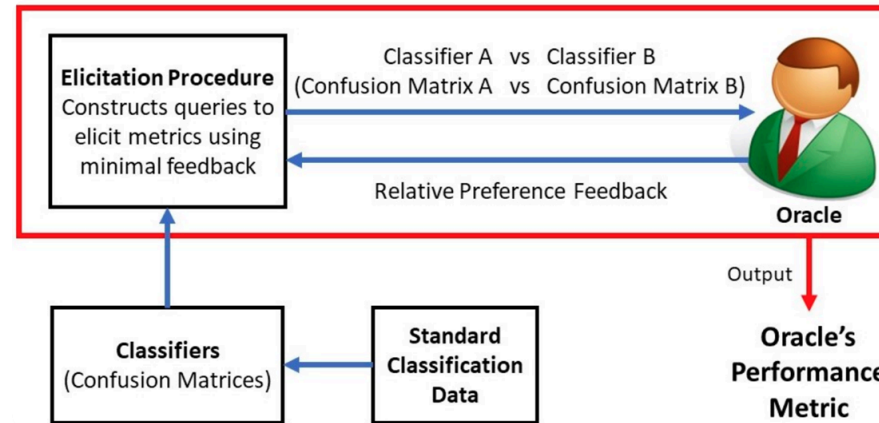 Elicitation Procedure
Constructs queries to
elicit metrics using
minimal feedback
Classifier A vs Classifier B
(Confusion Matrix A vs Confusion Matrix B)
Relative Preference Feedback
Oracle
Output
Classifiers
(Confusion Matrices)
Standard
Classification
Data
Oracle's
Performance
Metric